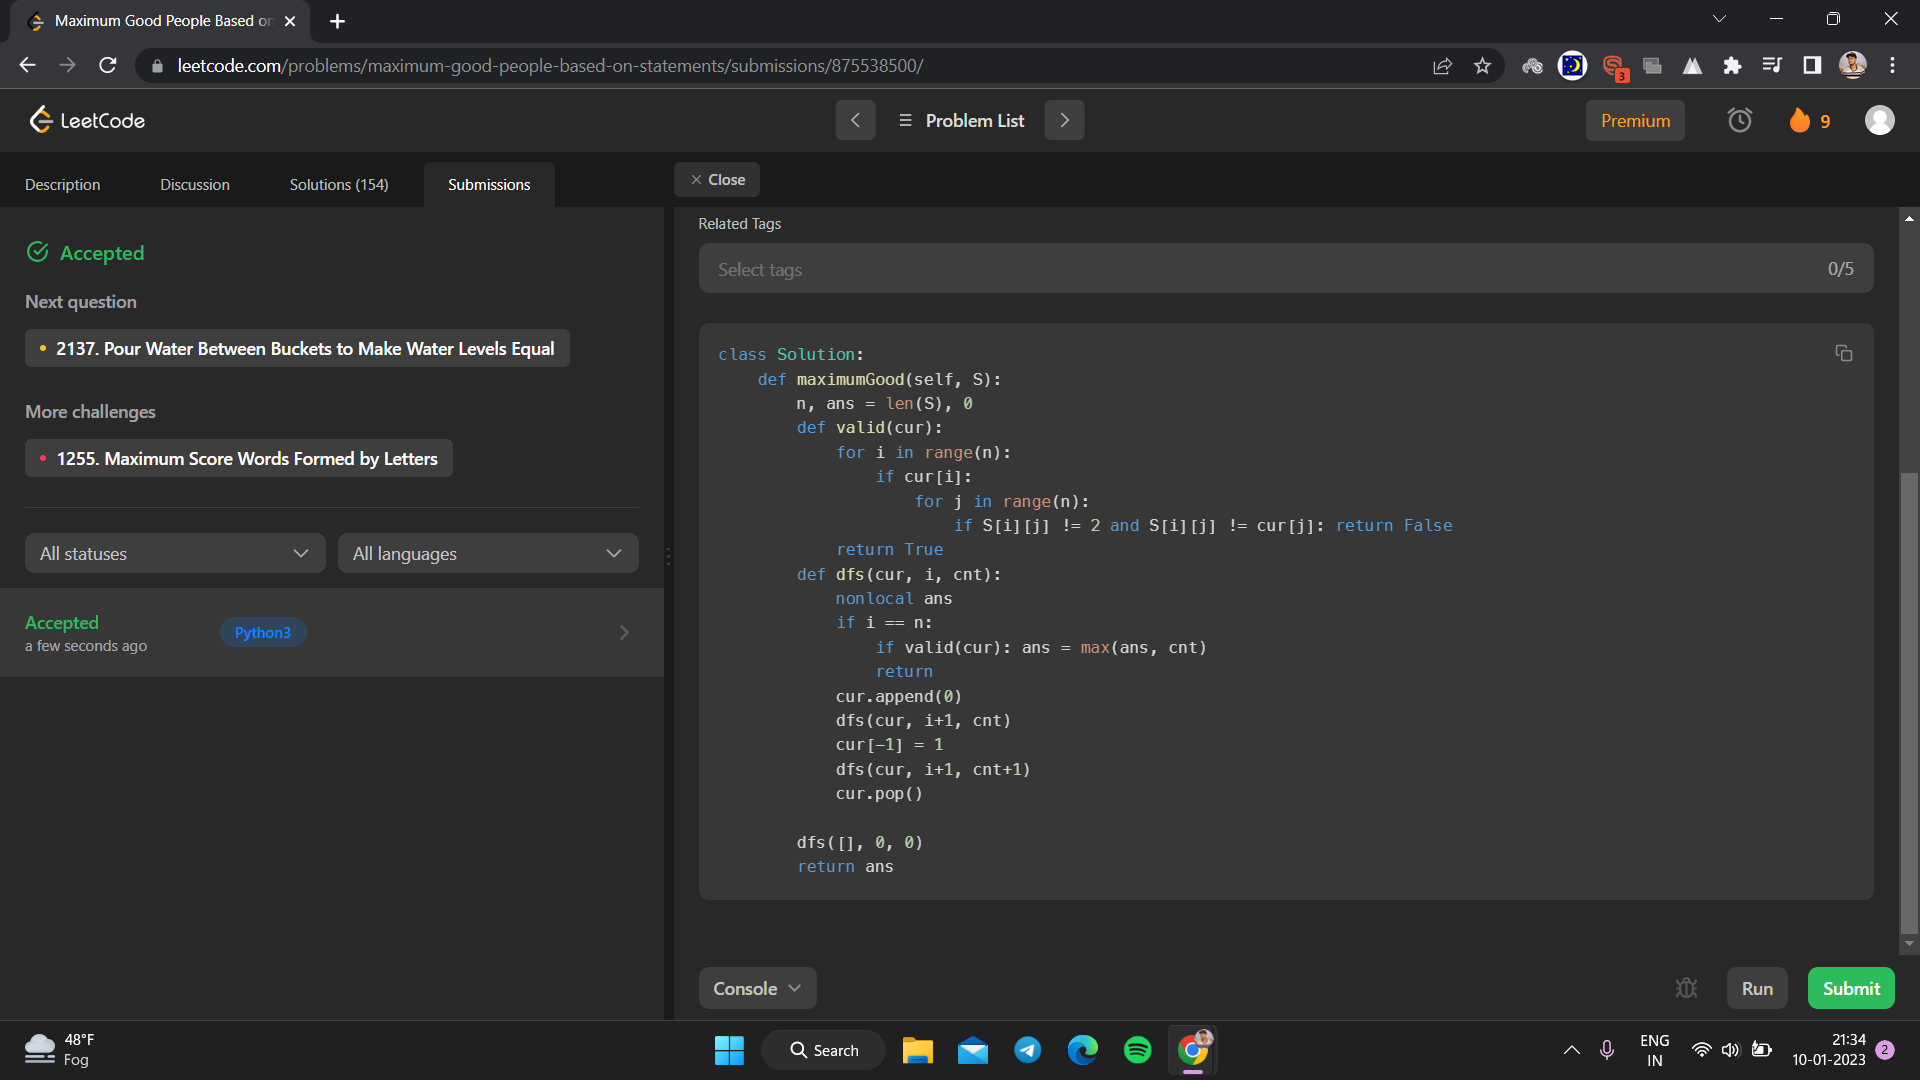 Maximum Good People Based on
leetcode.com/problems/maximum-good-people-based-on-statements/submissions/875538500/
3
LeetCode
Problem List
Premium
9
Description
Discussion
Solutions (154)
Submissions
Close
Accepted
Next question
2137. Pour Water Between Buckets to Make Water Levels Equal
More challenges
1255. Maximum Score Words Formed by Letters
All statuses
All languages
Accepted
a few seconds ago
Python3
Related Tags
Select tags
0/5
class Solution:
    def maximumGood(self, S):
        n, ans = len(S), 0
        def valid(cur):
            for i in range(n):
                if cur[i]:
                    for j in range(n):
                        if S[i][j] != 2 and S[i][j] != cur[j]: return False
            return True
        def dfs(cur, i, cnt):
            nonlocal ans
            if i == n:
                if valid(cur): ans = max(ans, cnt)
                return
            cur.append(0)
            dfs(cur, i+1, cnt)
            cur[-1] = 1
            dfs(cur, i+1, cnt+1)
            cur.pop()
        dfs([], 0, 0)
        return ans
Console
Run
Submit
48°F
Fog
Search
ENG
IN
21:34
10-01-2023
2